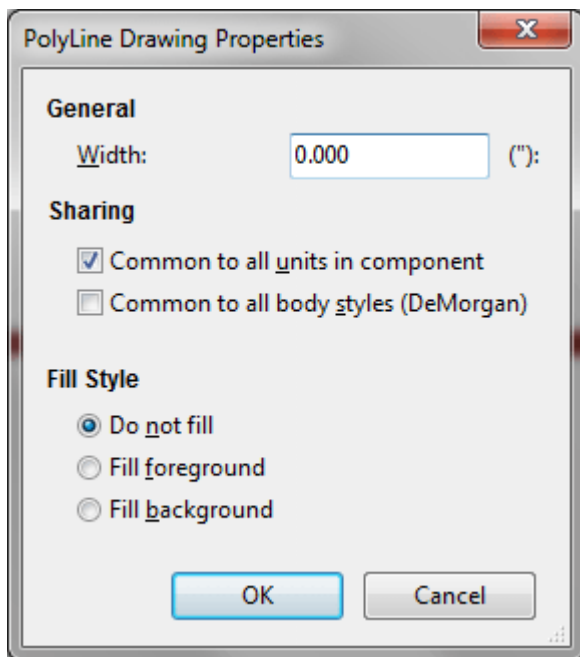 PolyLine Drawing Properties
General
Width: 0.000 ("):
Sharing
Common to all units in component
Common to all body styles (DeMorgan)
Fill Style
Do not fill
Fill foreground
Fill background
OK Cancel